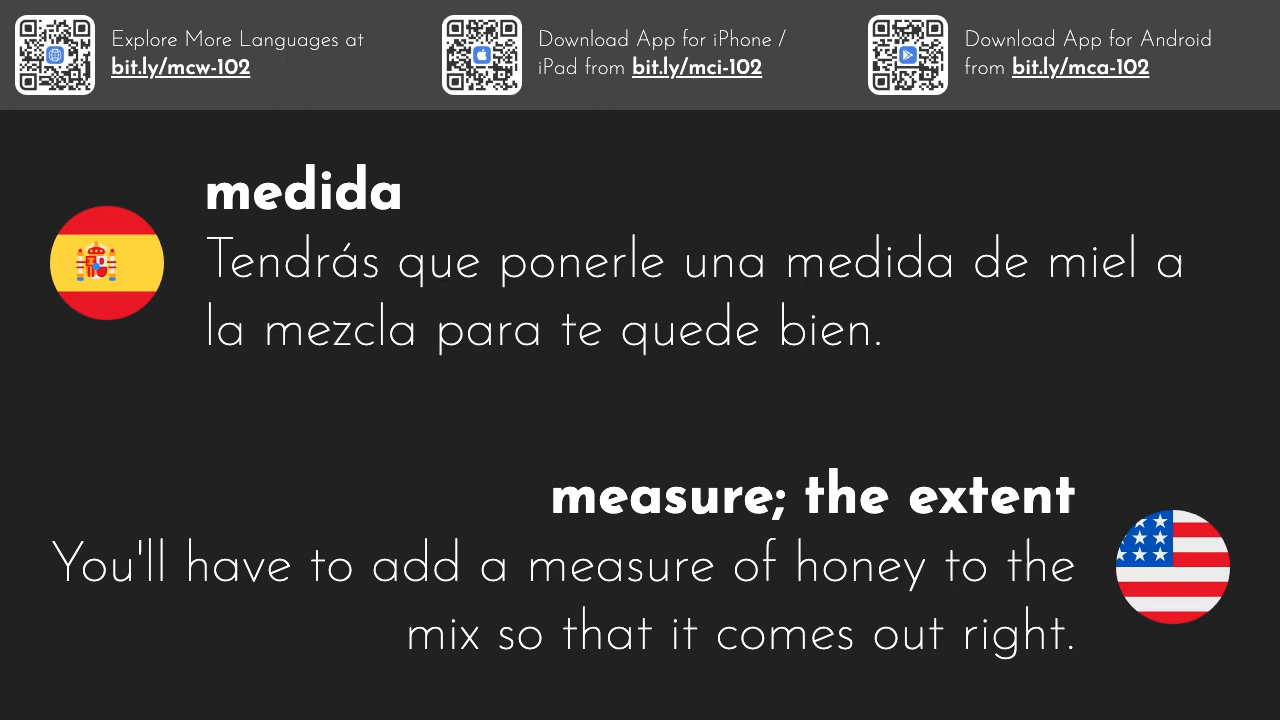 Explore More Languages at
bit.ly/mcw-102
Download App for iPhone /
iPad from bit.ly/mci-102
Download App for Android
from bit.ly/mca-102
medida
Tendrás que ponerle una medida de miel a
la mezcla para te quede bien.
measure; the extent
You'll have to add a measure of honey to the
mix so that it comes out right.